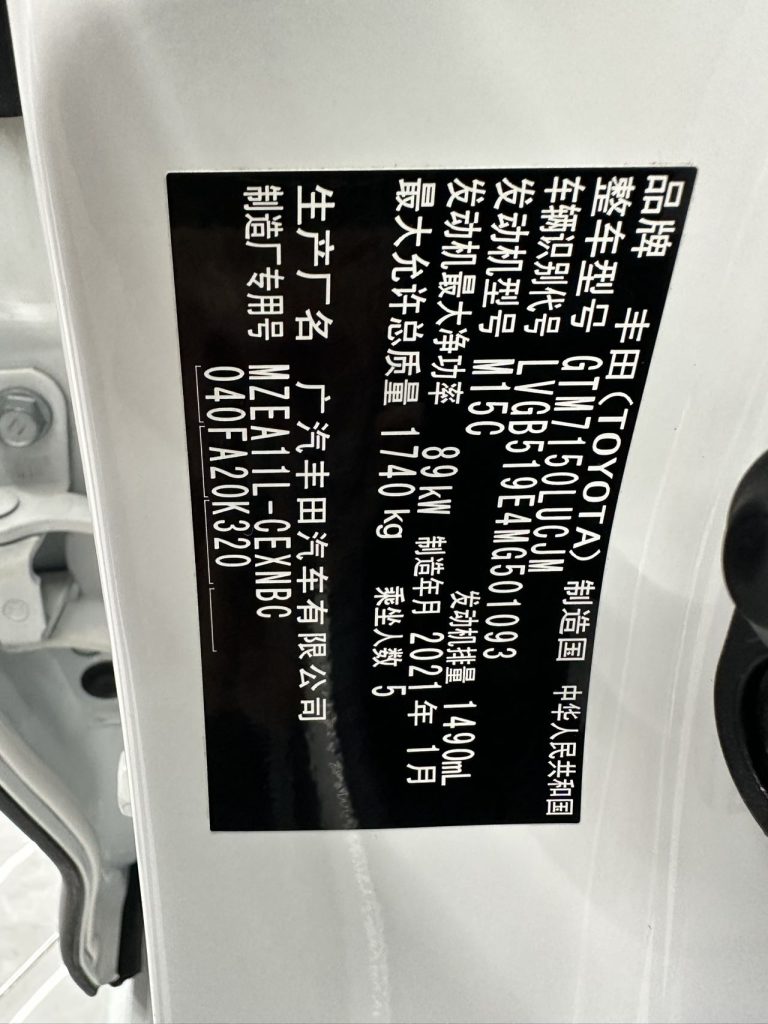 品牌 丰田(TOYOTA) 制造国 中华人民共和国
整车型号 GTM7150LUCJM
车辆识别代号 LVGB519E4MG501093
发动机型号 M15C 发动机排量 1490mL
发动机最大净功率 89kW 制造年月 2021年1月
最大允许总质量 1740kg 乘坐人数 5
生产厂名 广汽丰田汽车有限公司
制造厂专用号 MZEA11L-CEXNBC
040FA20K320